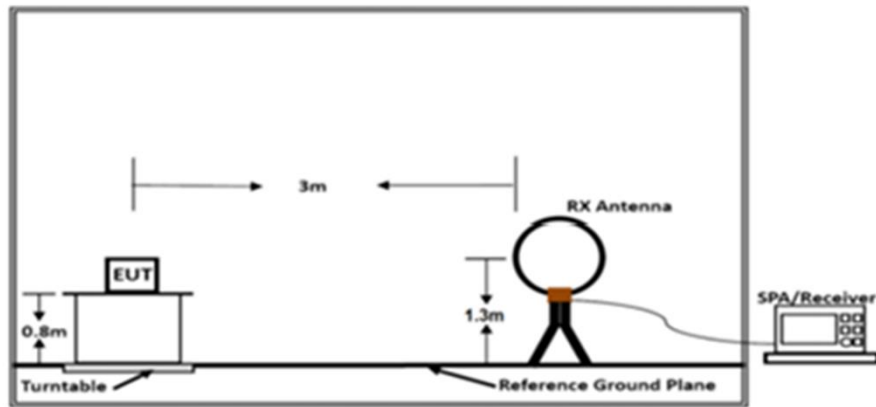 3m
RX Antenna
EUT
SPA/Receiver
0.8m
1.3m
Turntable
Reference Ground Plane